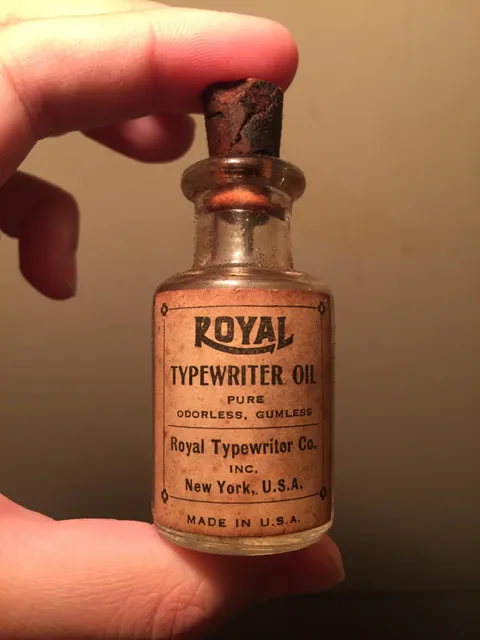 ROYAL
TYPEWRITER OIL
PURE
ODORLESS, GUMLESS
Royal Typewriter Co.
INC.
New York, U.S.A.
MADE IN U.S.A.